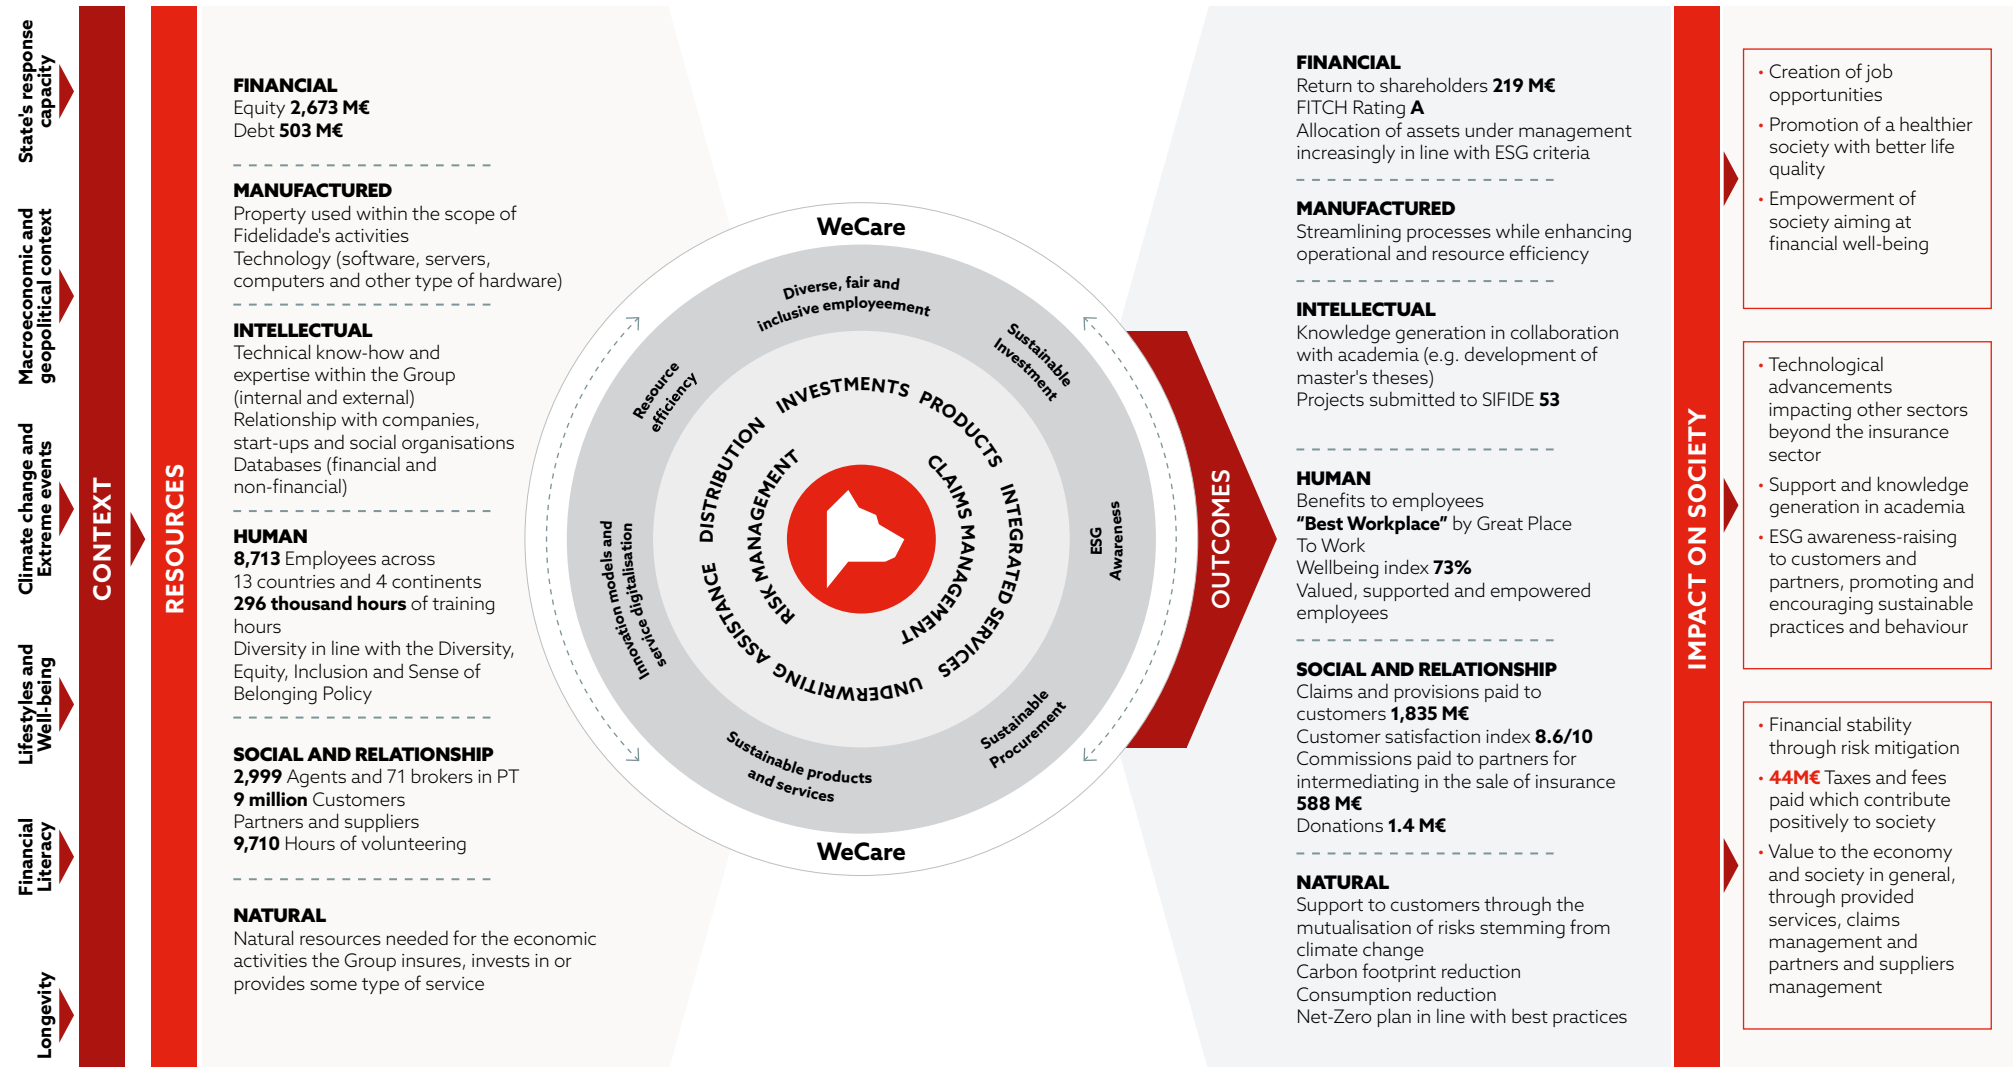 State's response
capacity
Macroeconomic and
geopolitical context
Climate change and
Extreme events
Lifestyles and
Well-being
Financial
Literacy
Longevity
CONTEXT
RESOURCES
FINANCIAL
Equity 2,673 M€
Debt 503 M€
MANUFACTURED
Property used within the scope of
Fidelidade's activities
Technology (software, servers,
computers and other type of hardware)
INTELLECTUAL
Technical know-how and
expertise within the Group
(internal and external)
Relationship with companies,
start-ups and social organisations
Databases (financial and
non-financial)
HUMAN
8,713 Employees across
13 countries and 4 continents
296 thousand hours of training
hours
Diversity in line with the Diversity,
Equity, Inclusion and Sense of
Belonging Policy
SOCIAL AND RELATIONSHIP
2,999 Agents and 71 brokers in PT
9 million Customers
Partners and suppliers
9,710 Hours of volunteering
NATURAL
Natural resources needed for the economic
activities the Group insures, invests in or
provides some type of service
WeCare
Diverse, fair and
inclusive employeement
Sustainable
Investment
ESG
Awareness
Sustainable
Procurement
Sustainable products
and services
Innovation models and
service digitalisation
Resource
efficiency
INVESTMENTS
PRODUCTS
INTEGRATED SERVICES
UNDERWRITING
ASSISTANCE
DISTRIBUTION
RISK MANAGEMENT
CLAIMS MANAGEMENT
WeCare
OUTCOMES
FINANCIAL
Return to shareholders 219 M€
FITCH Rating A
Allocation of assets under management
increasingly in line with ESG criteria
MANUFACTURED
Streamlining processes while enhancing
operational and resource efficiency
INTELLECTUAL
Knowledge generation in collaboration
with academia (e.g. development of
master's theses)
Projects submitted to SIFIDE 53
HUMAN
Benefits to employees
“Best Workplace” by Great Place
To Work
Wellbeing index 73%
Valued, supported and empowered
employees
SOCIAL AND RELATIONSHIP
Claims and provisions paid to
customers 1,835 M€
Customer satisfaction index 8.6/10
Commissions paid to partners for
intermediating in the sale of insurance
588 M€
Donations 1.4 M€
NATURAL
Support to customers through the
mutualisation of risks stemming from
climate change
Carbon footprint reduction
Consumption reduction
Net-Zero plan in line with best practices
IMPACT ON SOCIETY
• Creation of job
opportunities
• Promotion of a healthier
society with better life
quality
• Empowerment of
society aiming at
financial well-being
• Technological
advancements
impacting other sectors
beyond the insurance
sector
• Support and knowledge
generation in academia
• ESG awareness-raising
to customers and
partners, promoting and
encouraging sustainable
practices and behaviour
• Financial stability
through risk mitigation
• 44M€ Taxes and fees
paid which contribute
positively to society
• Value to the economy
and society in general,
through provided
services, claims
management and
partners and suppliers
management